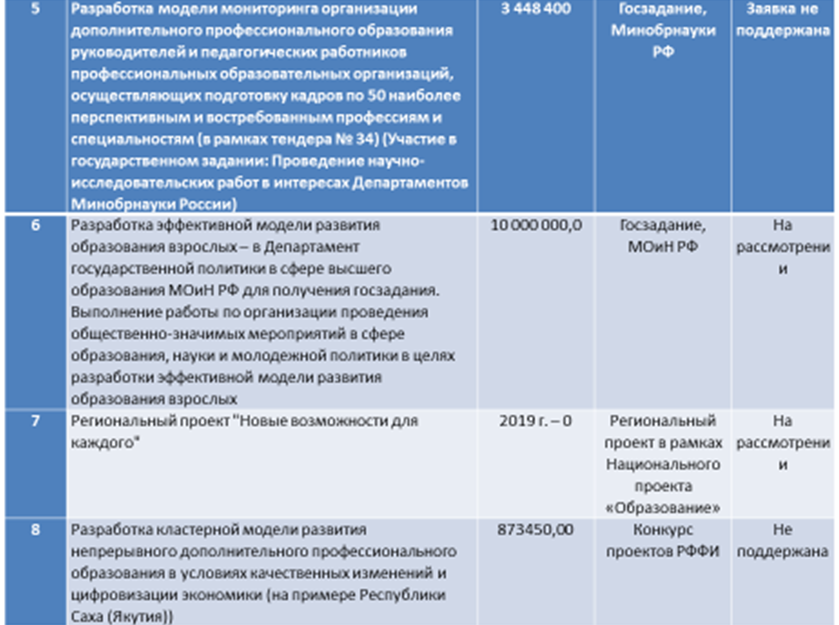 5 Разработка модели мониторинга организации 3 448 400 Госзадание, Заявка не
дополнительного профессионального образования Минобрнауки поддержана
руководителей и педагогических работников РФ
профессиональных образовательных организаций,
осуществляющих подготовку кадров по 50 наиболее
перспективным и востребованным профессиям и
специальностям (в рамках тендера № 34) (Участие в
государственном задании: Проведение научно-
исследовательских работ в интересах Департаментов
Минобрнауки России)
6 Разработка эффективной модели развития 10 000 000,0 Госзадание, На
образования взрослых – в Департамент МОиН РФ рассмотрени
государственной политики в сфере высшего и
образования МОиН РФ для получения госзадания.
Выполнение работы по организации проведения
общественно-значимых мероприятий в сфере
образования, науки и молодежной политики в целях
разработки эффективной модели развития
образования взрослых
7 Региональный проект "Новые возможности для 2019 г. – 0 Региональный На
каждого" проект в рамках рассмотрени
Национального и
проекта
«Образование»
8 Разработка кластерной модели развития 873450,00 Конкурс Не
непрерывного дополнительного профессионального проектов РФФИ поддержана
образования в условиях качественных изменений и
цифровизации экономики (на примере Республики
Саха (Якутия))